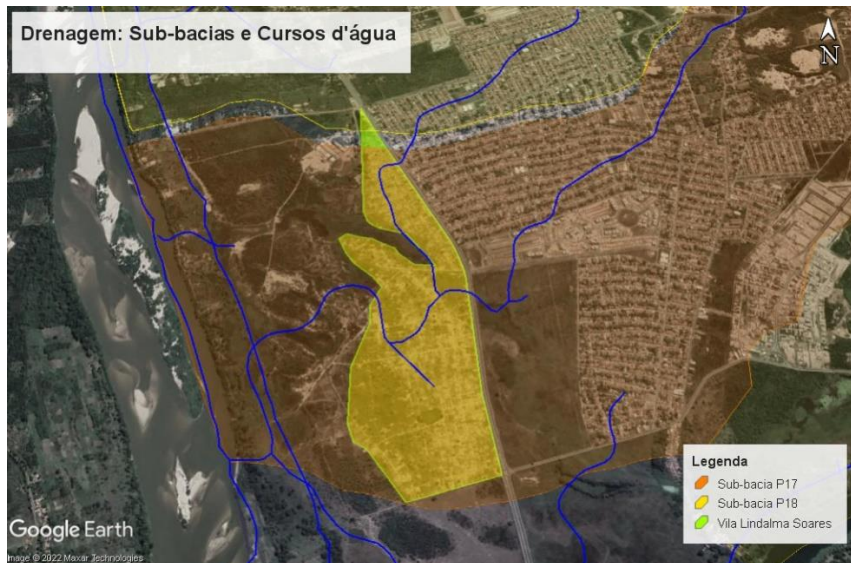 Drenagem: Sub-bacias e Cursos d'água
N
Legenda
Sub-bacia P17
Sub-bacia P18
Vila Lindalma Soares
Google Earth
Image © 2022 Maxar Technologies